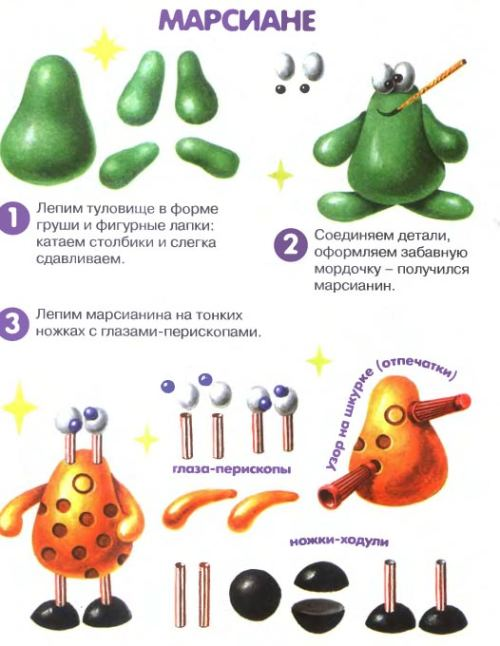 МАРСИАНЕ
1 Лепим туловище в форме
груши и фигурные лапки:
катаем столбики и слегка
сдавливаем.
2 Соединяем детали,
оформляем забавную
мордочку – получился
марсианин.
3 Лепим марсианина на тонких
ножках с глазами-перископами.
глаза-перископы
узор на шкурке (отпечатки)
ножки-ходули